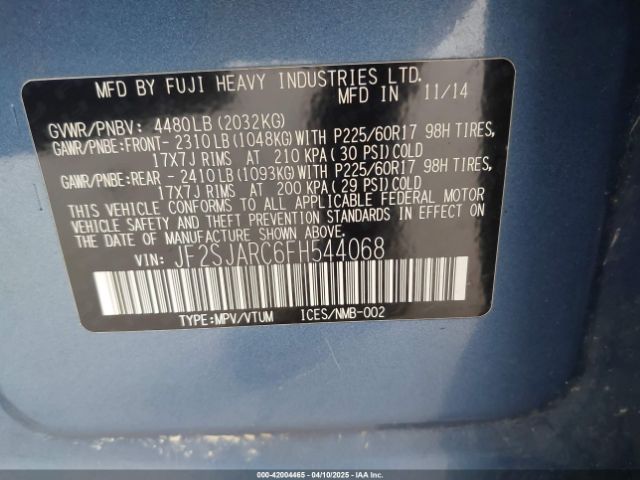 MFD BY FUJI HEAVY INDUSTRIES LTD.
MFD IN 11/14
GVWR/PNBV: 4480LB(2032KG)
GAWR/PNBE:FRONT- 2310LB(1048KG)WITH P225/60R17 98H TIRES,
17X7J RIMS AT 210 KPA(30 PSI)COLD
GAWR/PNBE:REAR - 2410LB(1093KG)WITH P225/60R17 98H TIRES,
17X7J RIMS AT 200 KPA(29 PSI)COLD
THIS VEHICLE CONFORMS TO ALL APPLICABLE FEDERAL MOTOR
VEHICLE SAFETY AND THEFT PREVENTION STANDARDS IN EFFECT ON
THE DATE OF MANUFACTURE SHOWN ABOVE.
VIN: JF2SJARC6FH544068
TYPE:MPV/VTUM ICES/NMB-002
000-42004465 - 04/10/2025 - IAAI.COM